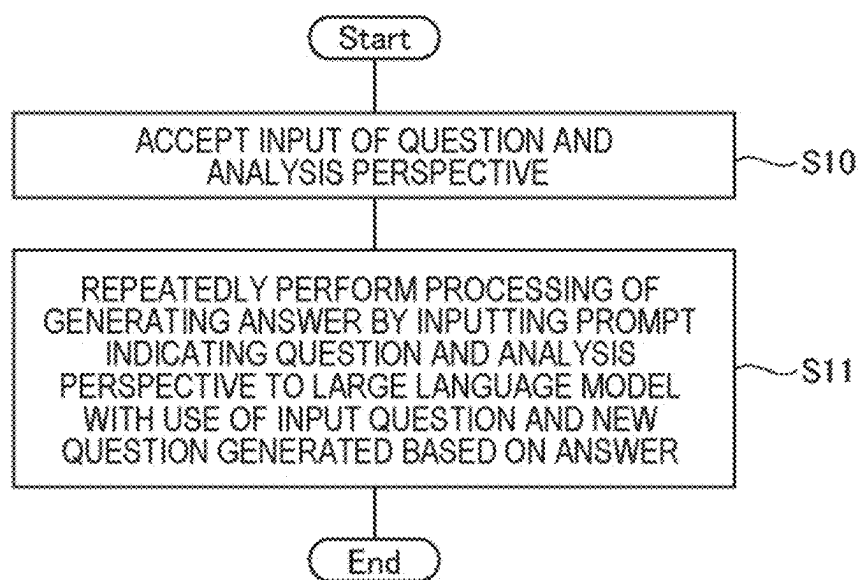 Start
ACCEPT INPUT OF QUESTION AND
ANALYSIS PERSPECTIVE
S10
REPEATEDLY PERFORM PROCESSING OF
GENERATING ANSWER BY INPUTTING PROMPT
INDICATING QUESTION AND ANALYSIS
PERSPECTIVE TO LARGE LANGUAGE MODEL
WITH USE OF INPUT QUESTION AND NEW
QUESTION GENERATED BASED ON ANSWER
S11
End